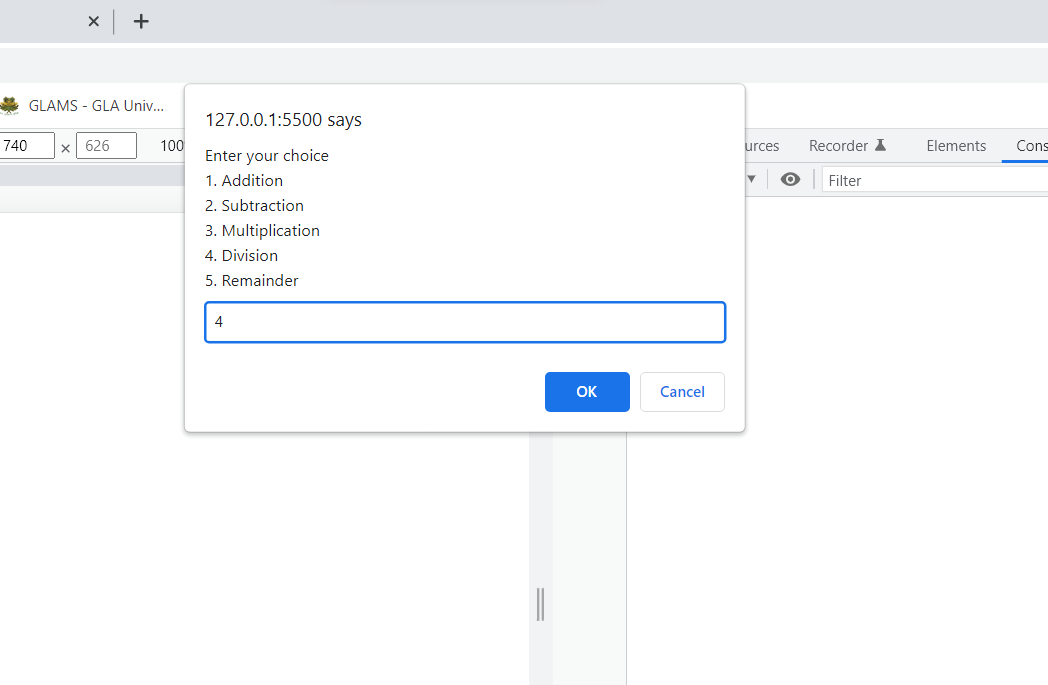 GLAMS - GLA Univ...
127.0.0.1:5500 says
Enter your choice
1. Addition
2. Subtraction
3. Multiplication
4. Division
5. Remainder
4
OK
Cancel
740 × 626 100
urces Recorder Elements Cons
Filter